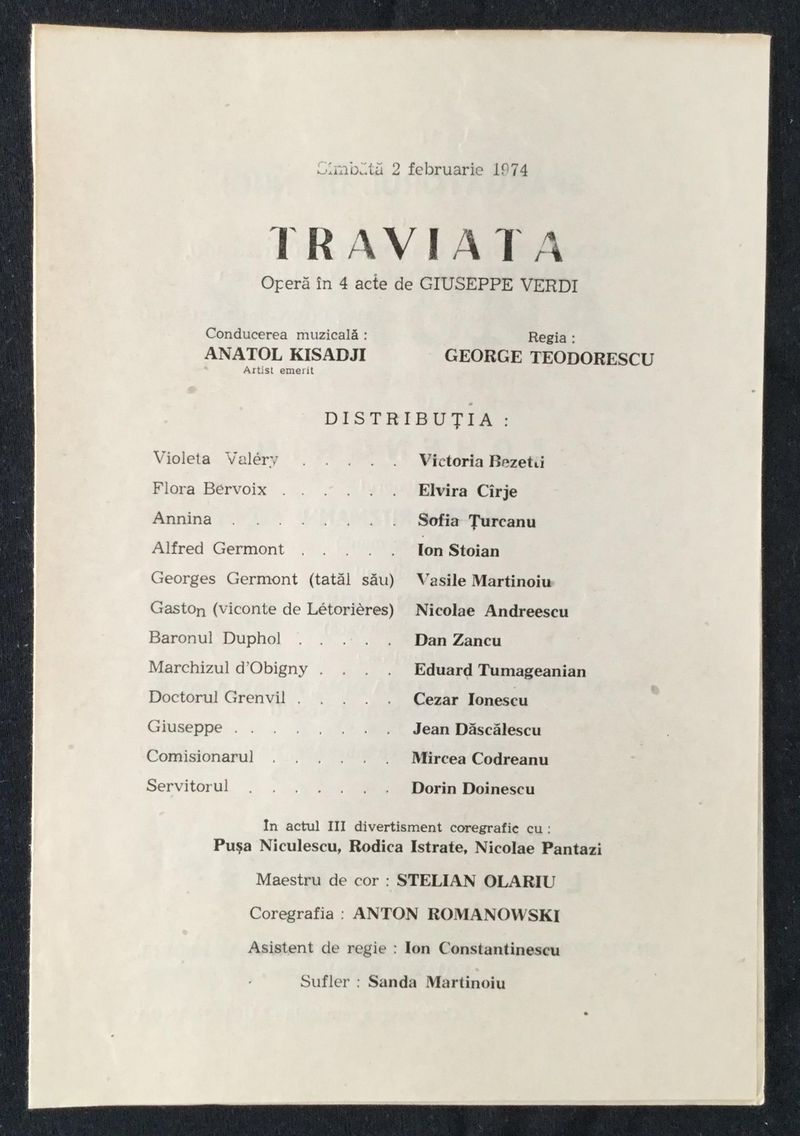 Sîmbătă 2 februarie 1974
TRAVIATA
Operă în 4 acte de GIUSEPPE VERDI
Conducerea muzicală :
ANATOL KISADJI
Artist emerit
Regia :
GEORGE TEODORESCU
DISTRIBUŢIA :
Violeta Valéry . . . . . Victoria Bezetti
Flora Bervoix . . . . . . Elvira Cîrje
Annina . . . . . . . . Sofia Ţurcanu
Alfred Germont . . . . . Ion Stoian
Georges Germont (tatăl său) Vasile Martinoiu
Gaston (viconte de Létorières) Nicolae Andreescu
Baronul Duphol . . . . . Dan Zancu
Marchizul d'Obigny . . . . Eduard Tumageanian
Doctorul Grenvil . . . . . Cezar Ionescu
Giuseppe . . . . . . . . Jean Dăscălescu
Comisionarul . . . . . . Mircea Codreanu
Servitorul . . . . . . . Dorin Doinescu
În actul III divertisment coregrafic cu :
Puşa Niculescu, Rodica Istrate, Nicolae Pantazi
Maestru de cor : STELIAN OLARIU
Coregrafia : ANTON ROMANOWSKI
Asistent de regie : Ion Constantinescu
Sufler : Sanda Martinoiu